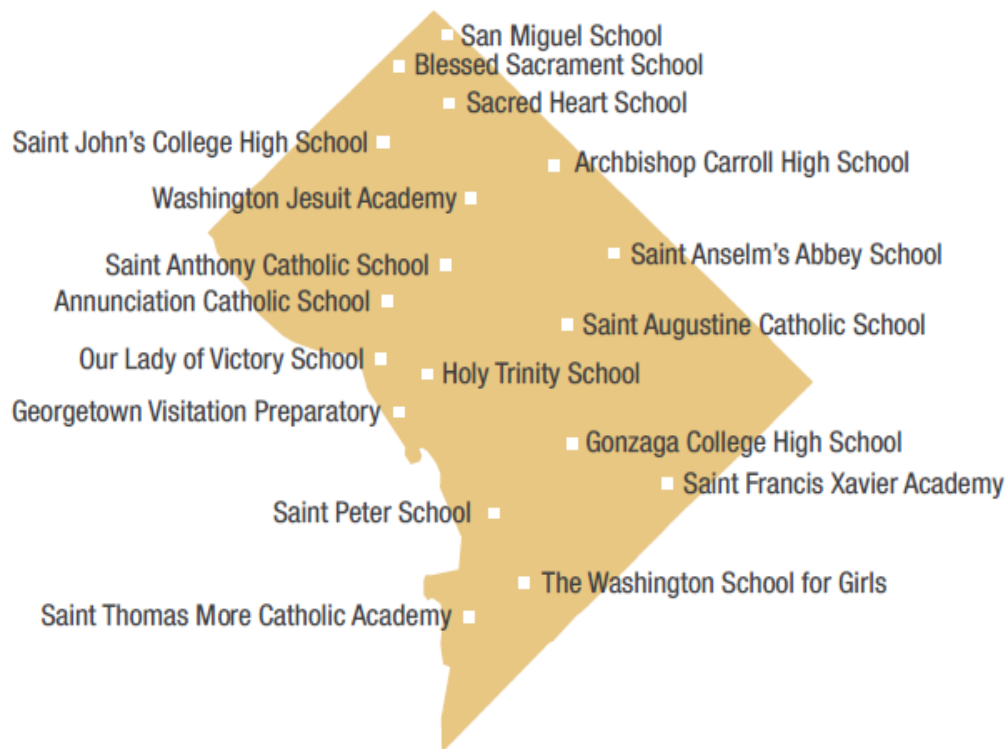 San Miguel School
Blessed Sacrament School
Sacred Heart School
Saint John's College High School
Archbishop Carroll High School
Washington Jesuit Academy
Saint Anselm's Abbey School
Saint Anthony Catholic School
Annunciation Catholic School
Saint Augustine Catholic School
Our Lady of Victory School
Holy Trinity School
Georgetown Visitation Preparatory
Gonzaga College High School
Saint Francis Xavier Academy
Saint Peter School
The Washington School for Girls
Saint Thomas More Catholic Academy